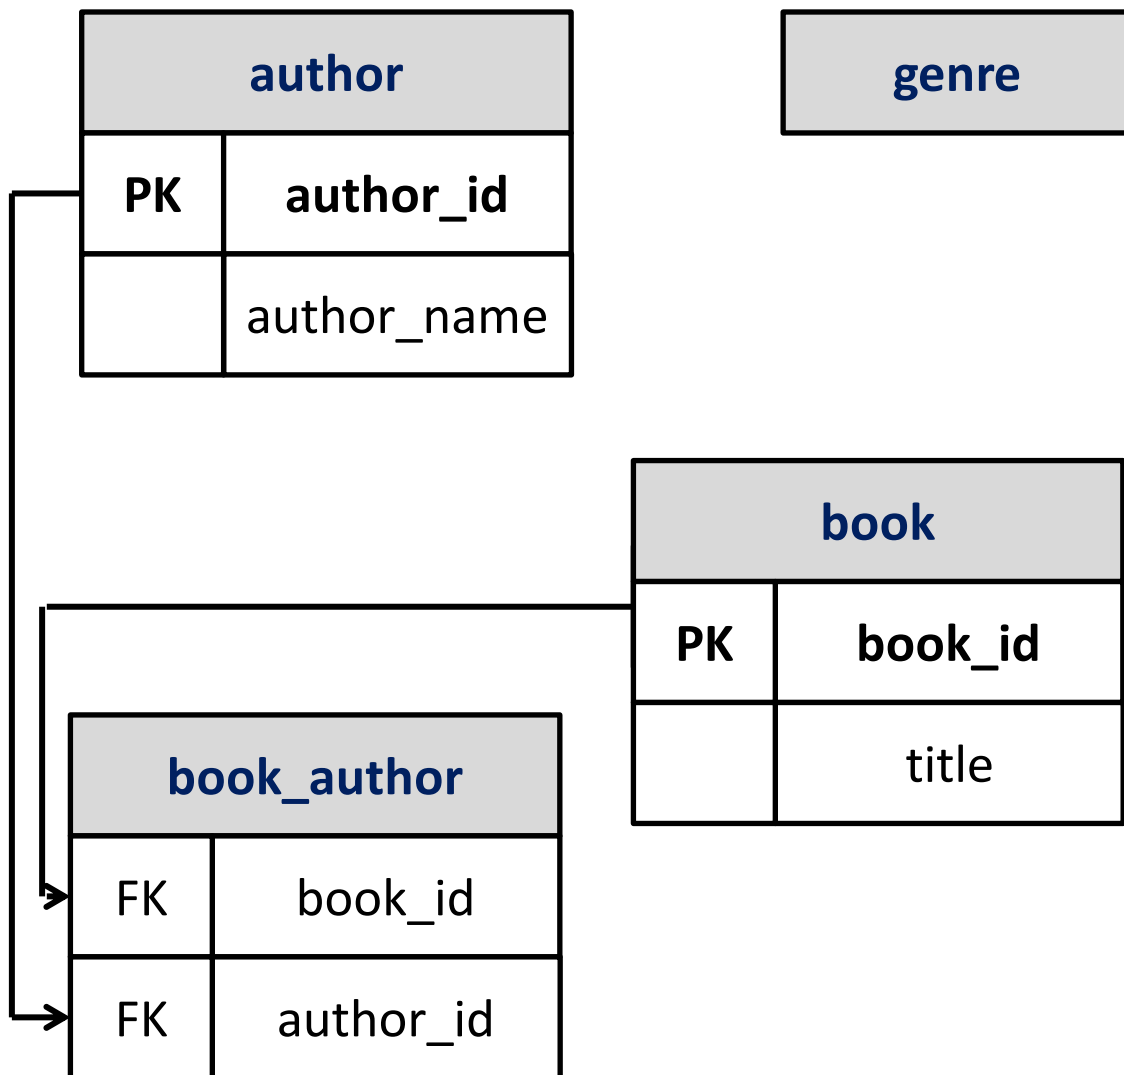 author
genre
PK author_id
author_name
book
PK book_id
title
book_author
FK book_id
FK author_id